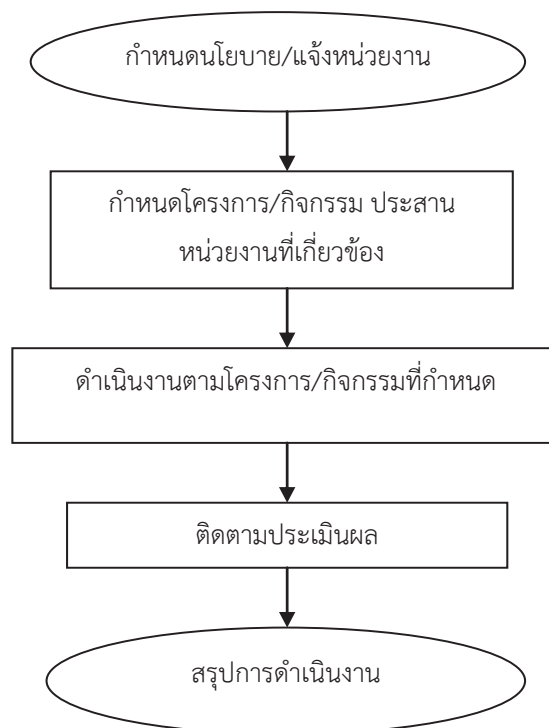 กำหนดนโยบาย/แจ้งหน่วยงาน
กำหนดโครงการ/กิจกรรม ประสาน
หน่วยงานที่เกี่ยวข้อง
ดำเนินงานตามโครงการ/กิจกรรมที่กำหนด
ติดตามประเมินผล
สรุปการดำเนินงาน